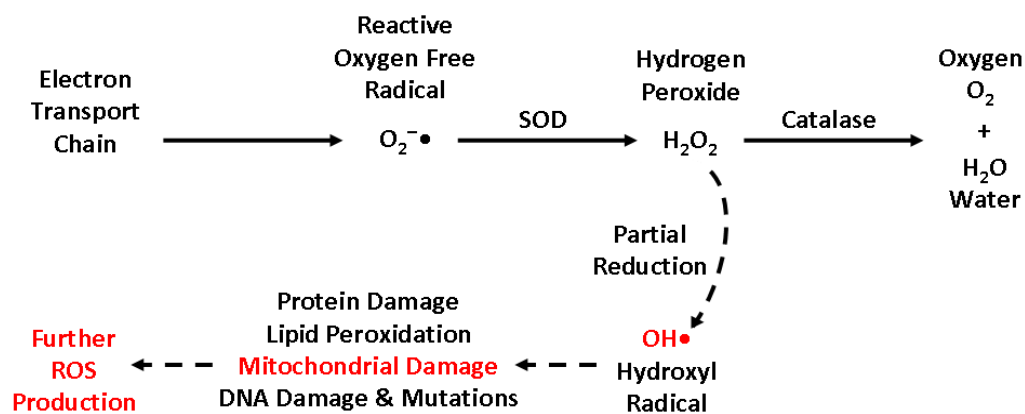 Electron
Transport
Chain
Reactive
Oxygen Free
Radical
O₂⁻•
SOD
Hydrogen
Peroxide
H₂O₂
Catalase
Oxygen
O₂
+
H₂O
Water
Partial
Reduction
OH•
Hydroxyl
Radical
Protein Damage
Lipid Peroxidation
Mitochondrial Damage
DNA Damage & Mutations
Further
ROS
Production